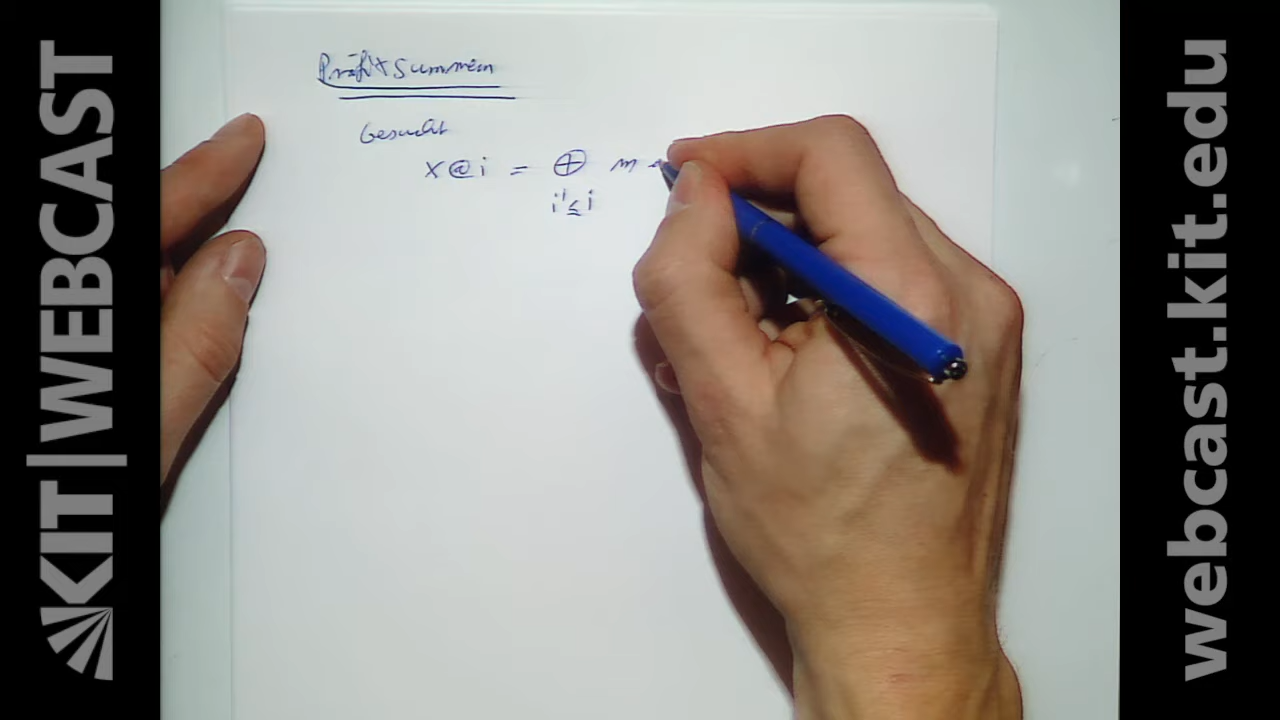 KIT | WEBCAST
Präfixsummen
Gesucht
x@i = ⊕ m @
i'≤i
webcast.kit.edu